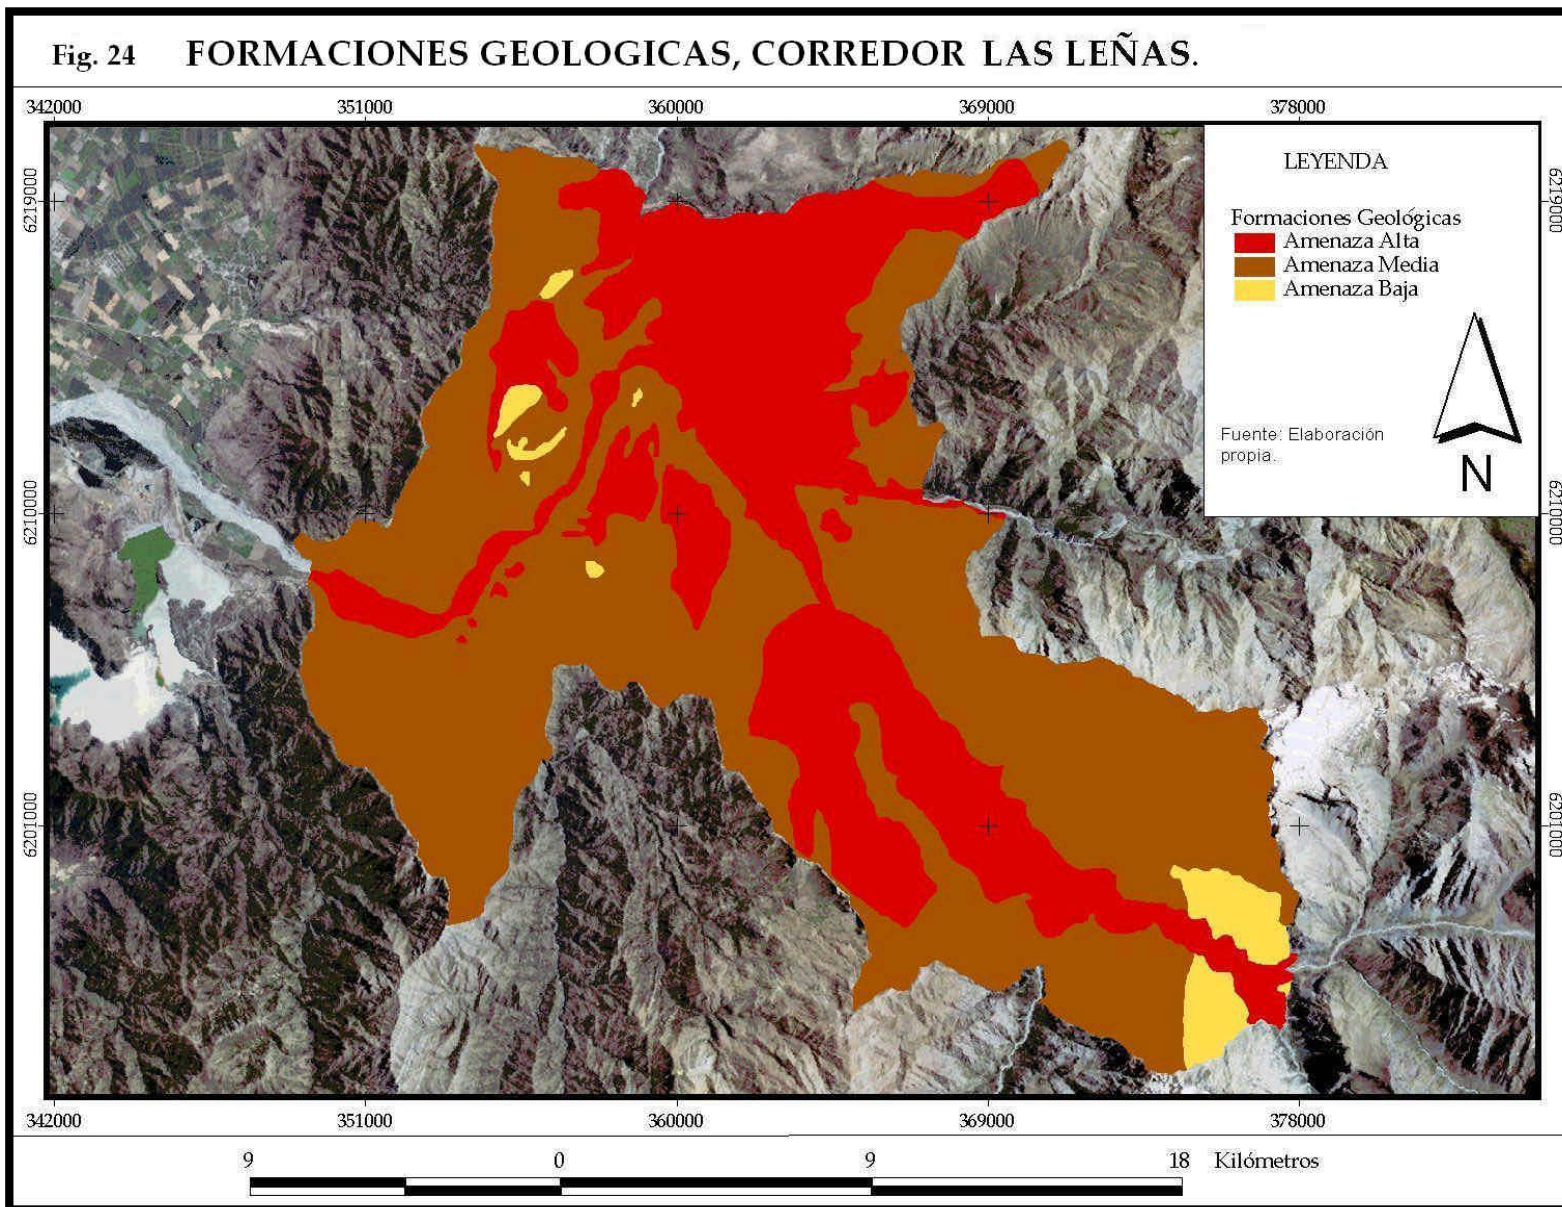 Fig. 24 FORMACIONES GEOLOGICAS, CORREDOR LAS LEÑAS.
342000 351000 360000 369000 378000
LEYENDA
Formaciones Geológicas
Amenaza Alta
Amenaza Media
Amenaza Baja
Fuente: Elaboración
propia.
N
6219000 6219000
6210000 6210000
6201000 6201000
342000 351000 360000 369000 378000
9 0 9 18 Kilómetros